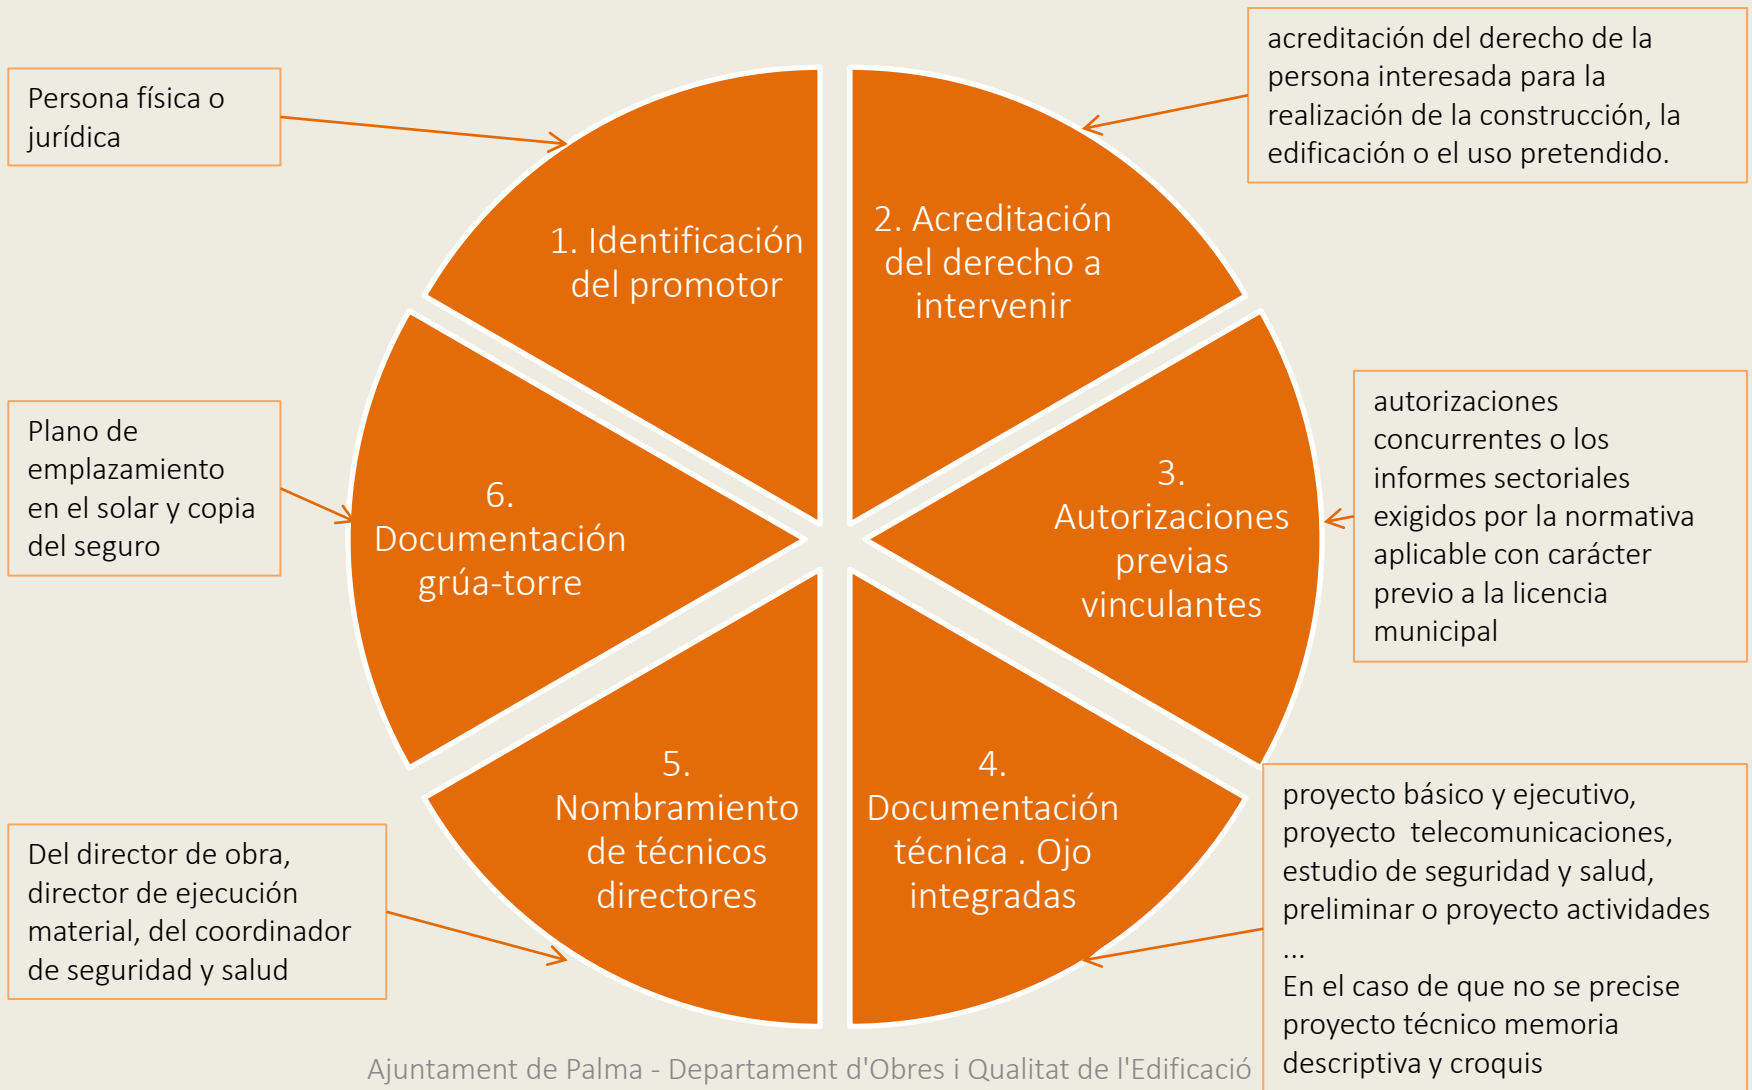 Persona física o
jurídica
1. Identificación
del promotor
acreditación del derecho de la
persona interesada para la
realización de la construcción, la
edificación o el uso pretendido.
2. Acreditación
del derecho a
intervenir
autorizaciones
concurrentes o los
informes sectoriales
exigidos por la normativa
aplicable con carácter
previo a la licencia
municipal
3.
Autorizaciones
previas
vinculantes
proyecto básico y ejecutivo,
proyecto  telecomunicaciones,
estudio de seguridad y salud,
preliminar o proyecto actividades
...
En el caso de que no se precise
proyecto técnico memoria
descriptiva y croquis
4.
Documentación
técnica . Ojo
integradas
Del director de obra,
director de ejecución
material, del coordinador
de seguridad y salud
5.
Nombramiento
de técnicos
directores
Plano de
emplazamiento
en el solar y copia
del seguro
6.
Documentación
grúa-torre
Ajuntament de Palma - Departament d'Obres i Qualitat de l'Edificació